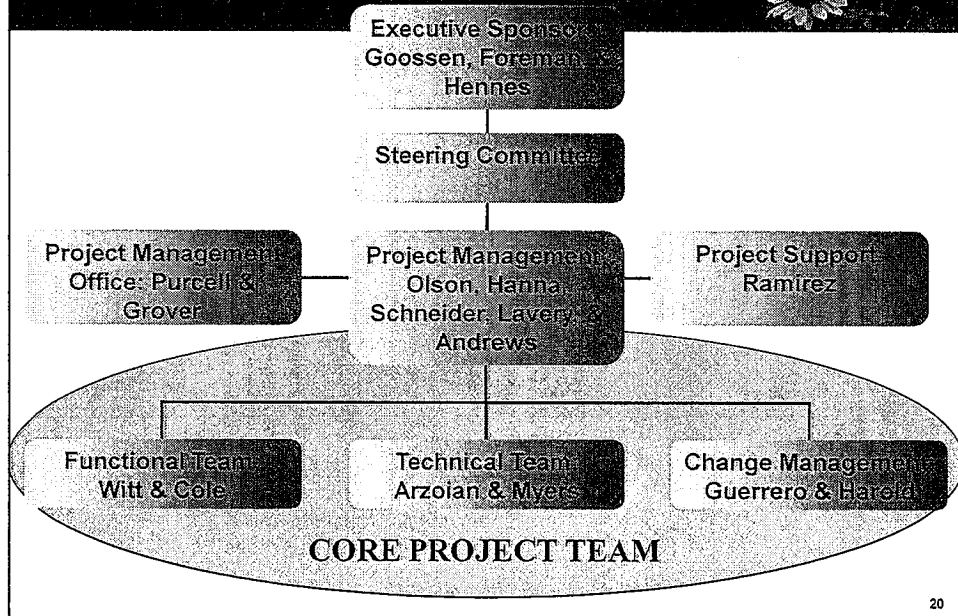 Executive Sponsors:
Goossen, Foreman, &
Hennes
Steering Committee
Project Management
Office: Purcell &
Grover
Project Management:
Olson, Hanna,
Schneider, Lavery, &
Andrews
Project Support:
Ramirez
Functional Team:
Witt & Cole
Technical Team:
Arzoian & Myers
Change Management:
Guerrero & Harold
CORE PROJECT TEAM
20